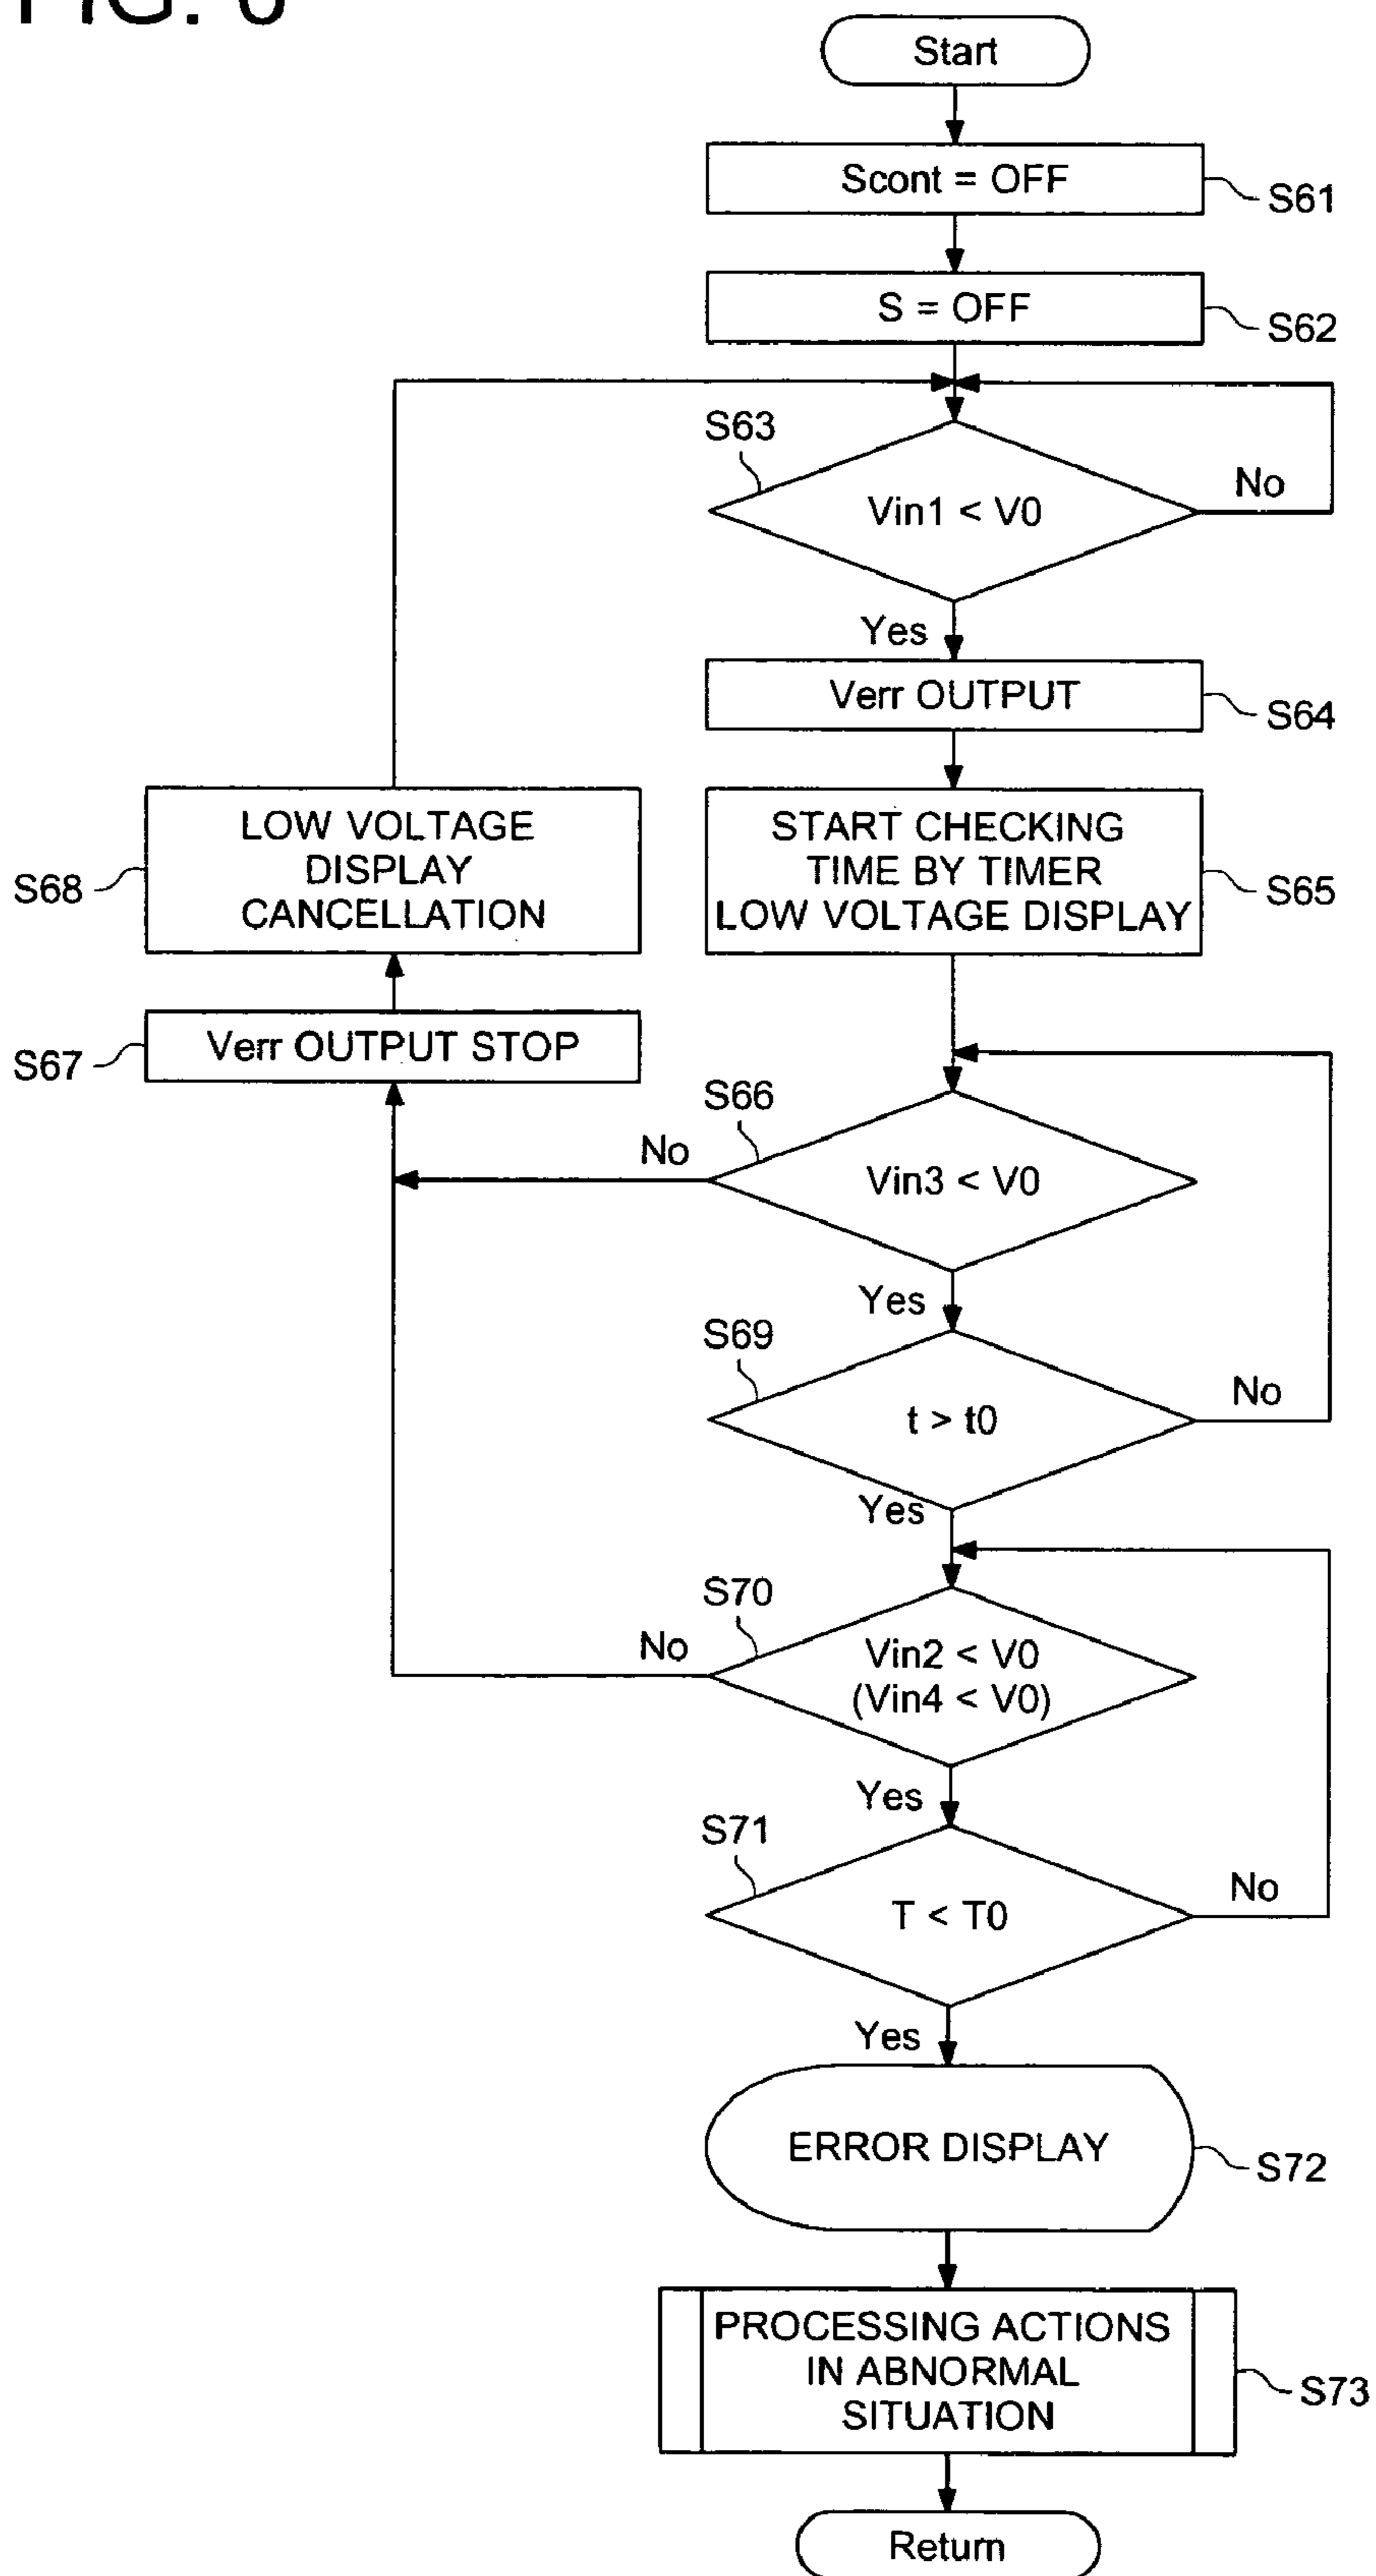 FIG. 6
Start
Scont = OFF
S61
S = OFF
S62
S63
Vin1 < V0
No
Yes
Verr OUTPUT
S64
START CHECKING
TIME BY TIMER
LOW VOLTAGE DISPLAY
S65
LOW VOLTAGE
DISPLAY
CANCELLATION
S68
Verr OUTPUT STOP
S67
S66
No
Vin3 < V0
Yes
S69
t > t0
No
Yes
S70
No
Vin2 < V0
(Vin4 < V0)
Yes
S71
T < T0
No
Yes
ERROR DISPLAY
S72
PROCESSING ACTIONS
IN ABNORMAL
SITUATION
S73
Return